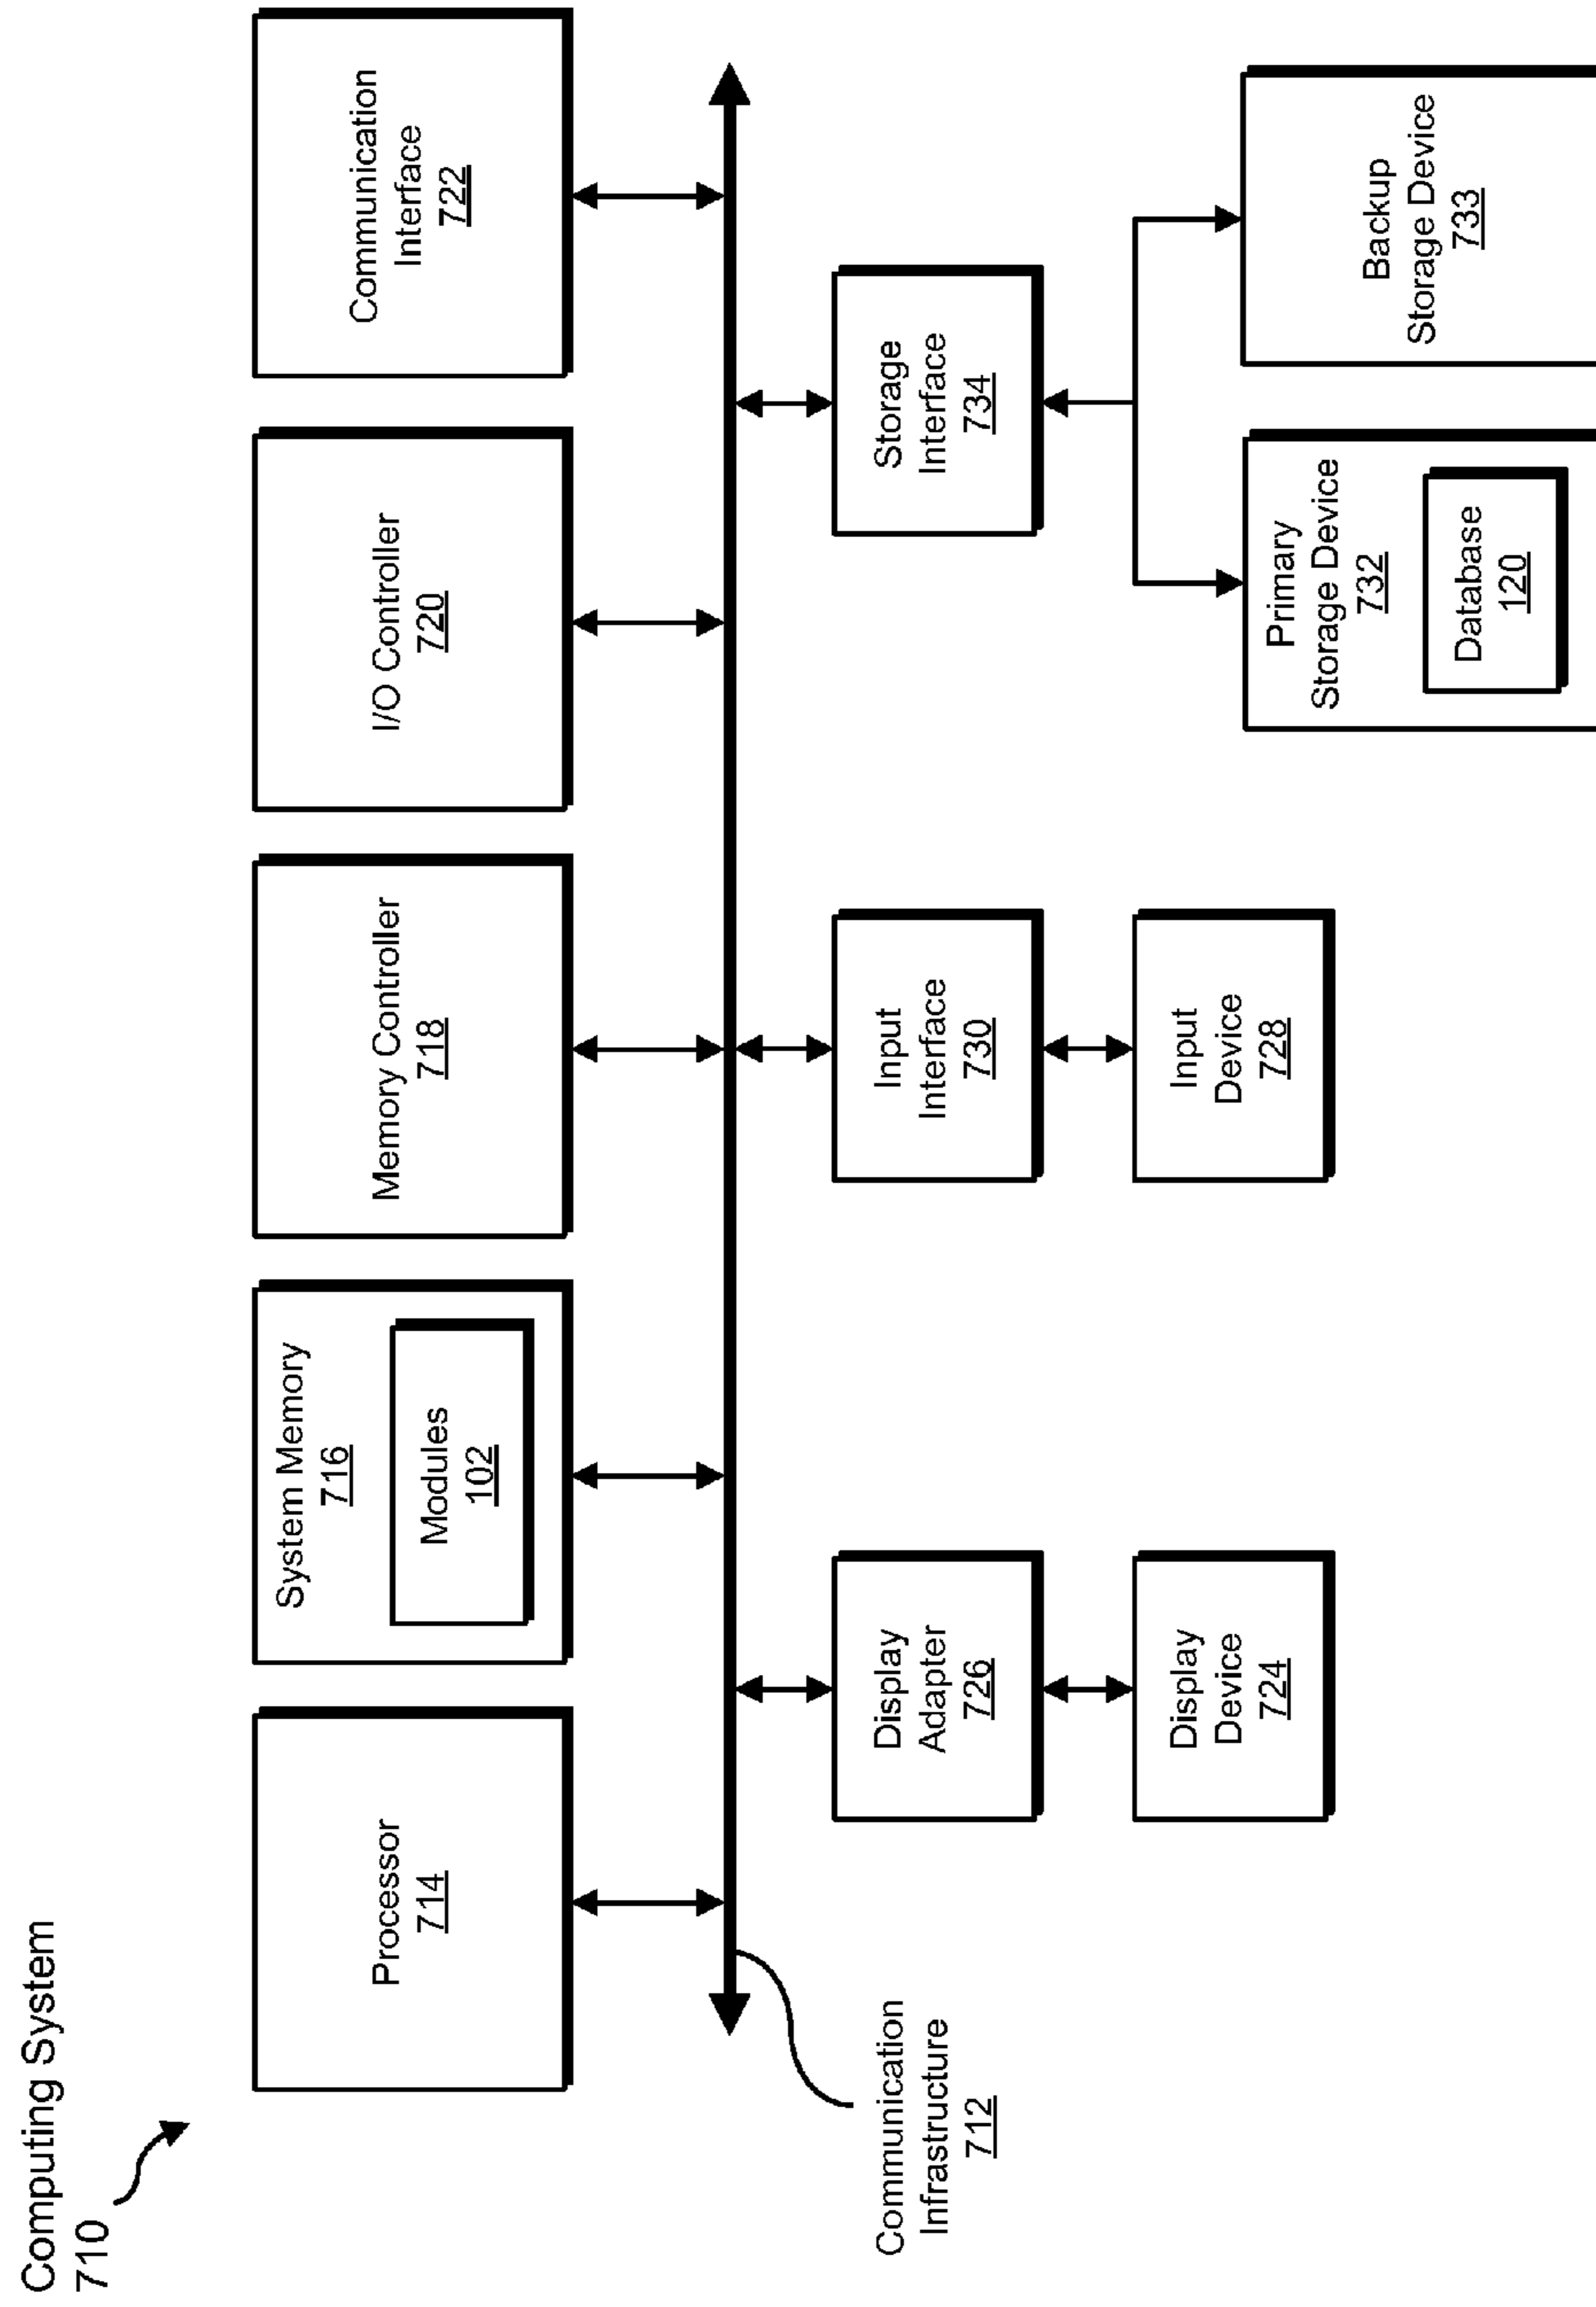 Computing System
710
Processor
714
System Memory
716
Modules
102
Memory Controller
718
I/O Controller
720
Communication
Interface
722
Communication
Infrastructure
712
Display
Adapter
726
Input
Interface
730
Storage
Interface
734
Display
Device
724
Input
Device
728
Primary
Storage Device
732
Database
120
Backup
Storage Device
733